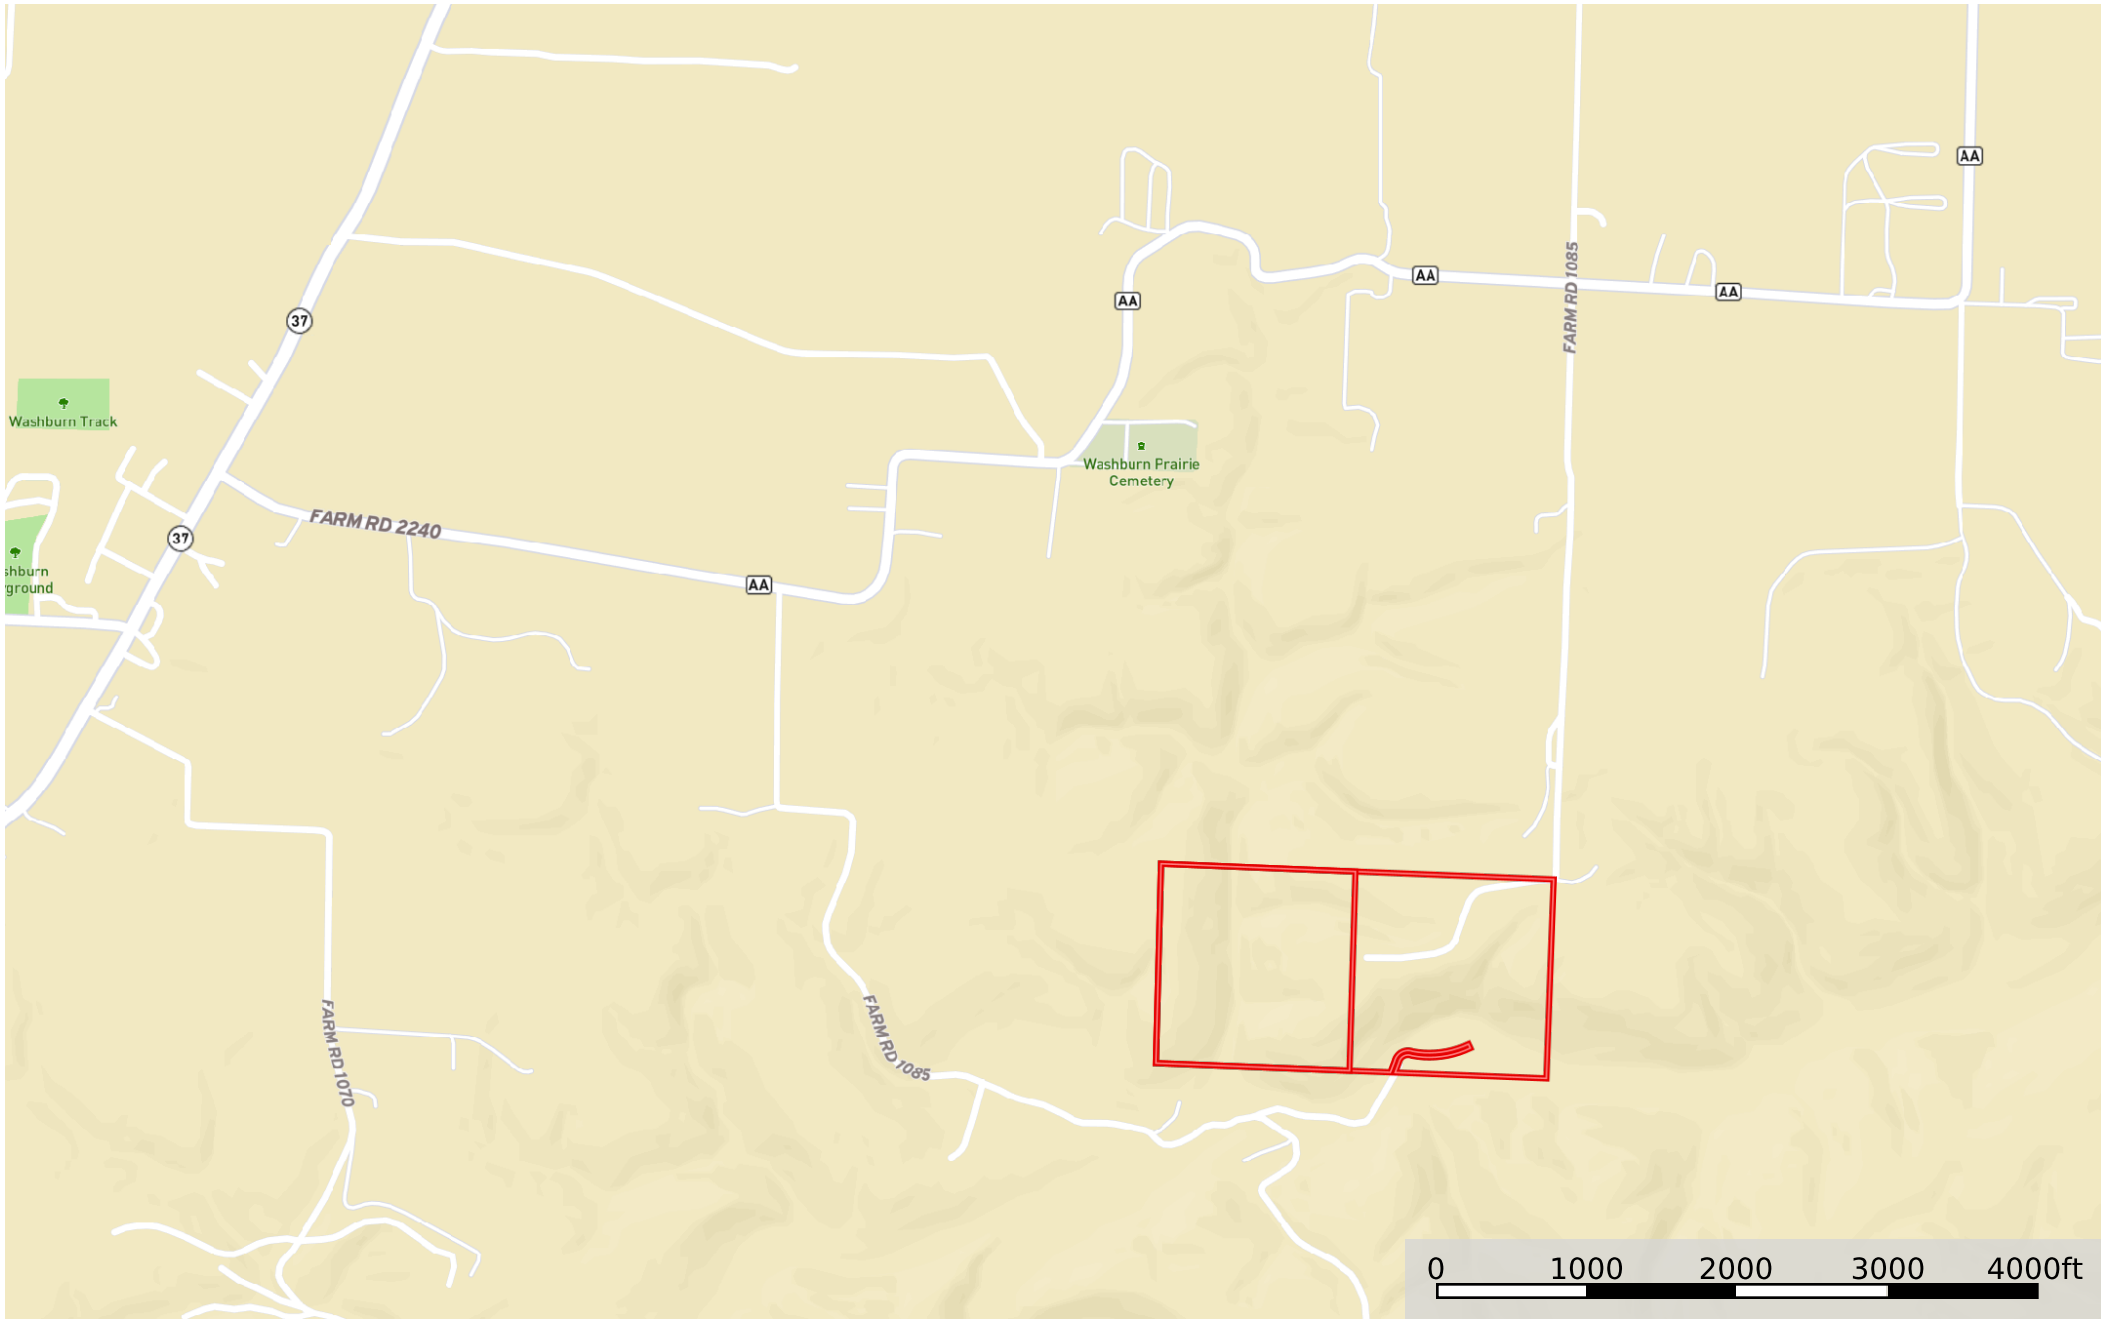 AA
FARM RD 1085
AA
AA
AA
37
Washburn Track
Washburn Prairie
Cemetery
FARM RD 2240
37
shburn
ground
AA
FARM RD 1085
FARM RD 1070
0 1000 2000 3000 4000ft